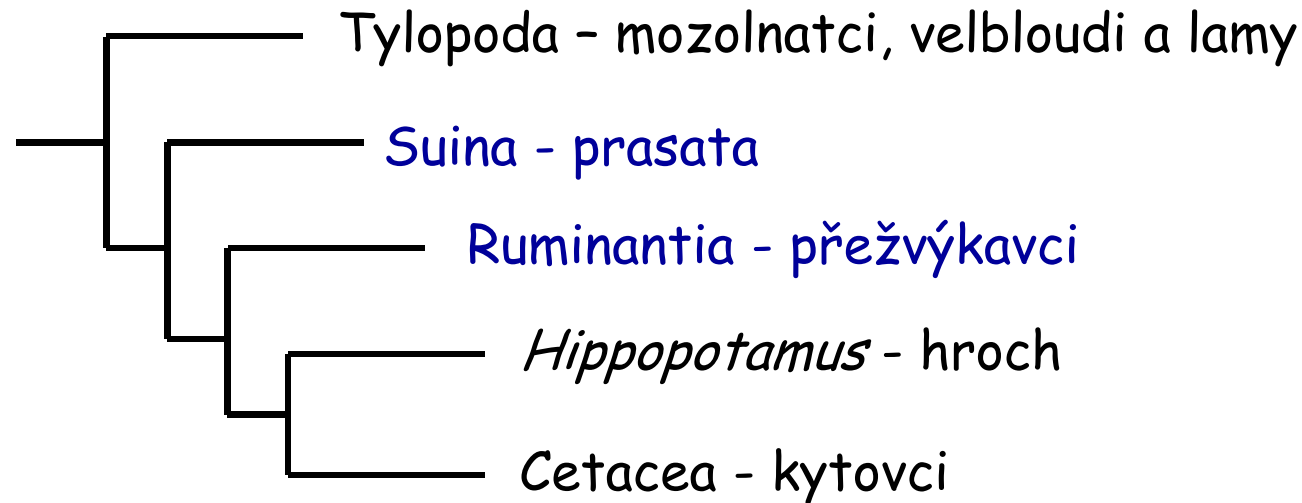 Tylopoda – mozolnatci, velbloudi a lamy
Suina - prasata
Ruminantia - přežvýkavci
Hippopotamus - hroch
Cetacea - kytovci